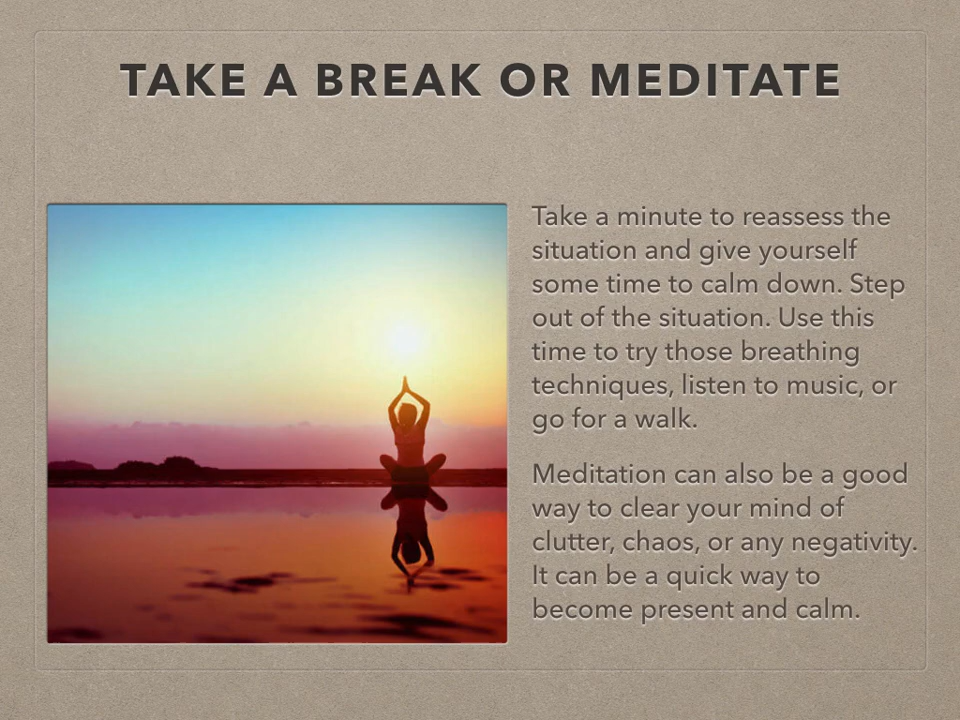 TAKE A BREAK OR MEDITATE
Take a minute to reassess the
situation and give yourself
some time to calm down. Step
out of the situation. Use this
time to try those breathing
techniques, listen to music, or
go for a walk.
Meditation can also be a good
way to clear your mind of
clutter, chaos, or any negativity.
It can be a quick way to
become present and calm.